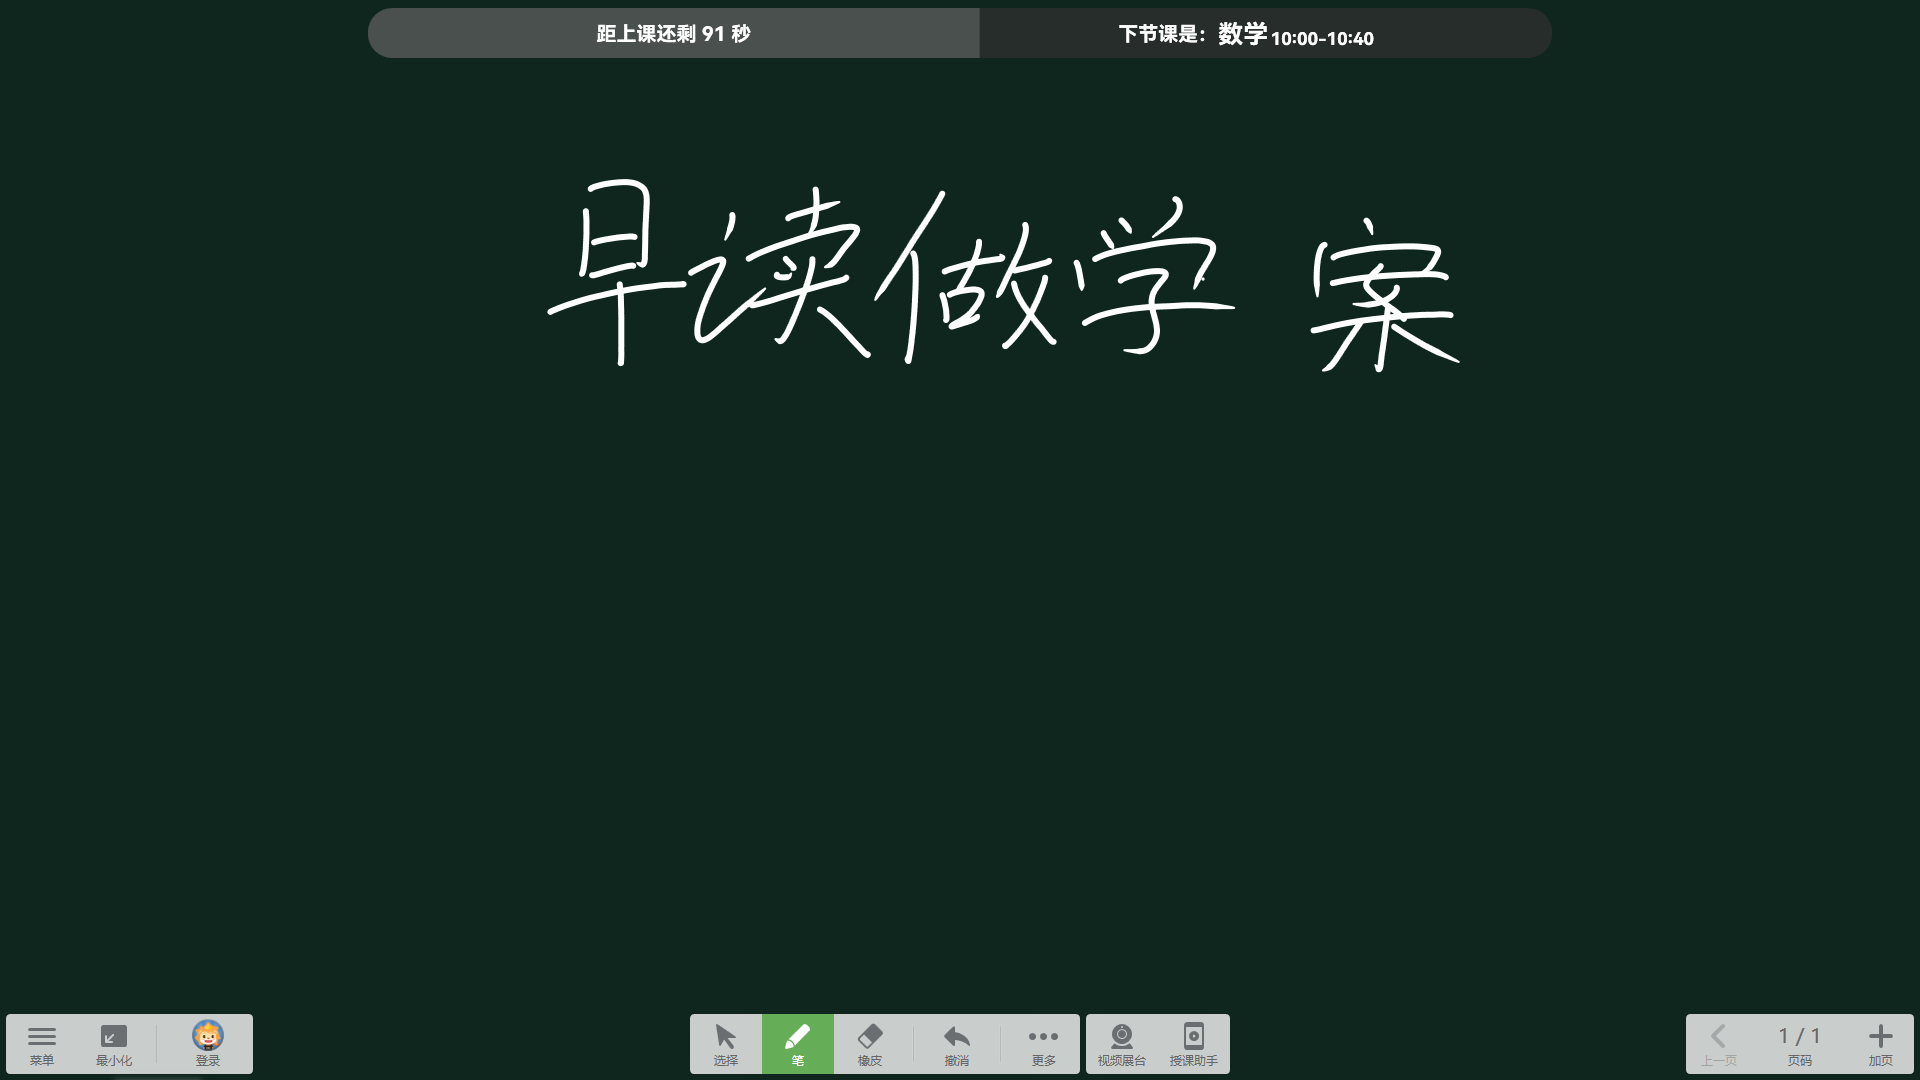 距上课还剩 91 秒
下节课是：数学 10:00-10:40
早读做学案
菜单
最小化
登录
选择
笔
橡皮
撤消
更多
视频展台
授课助手
上一页
1 / 1
页码
加页